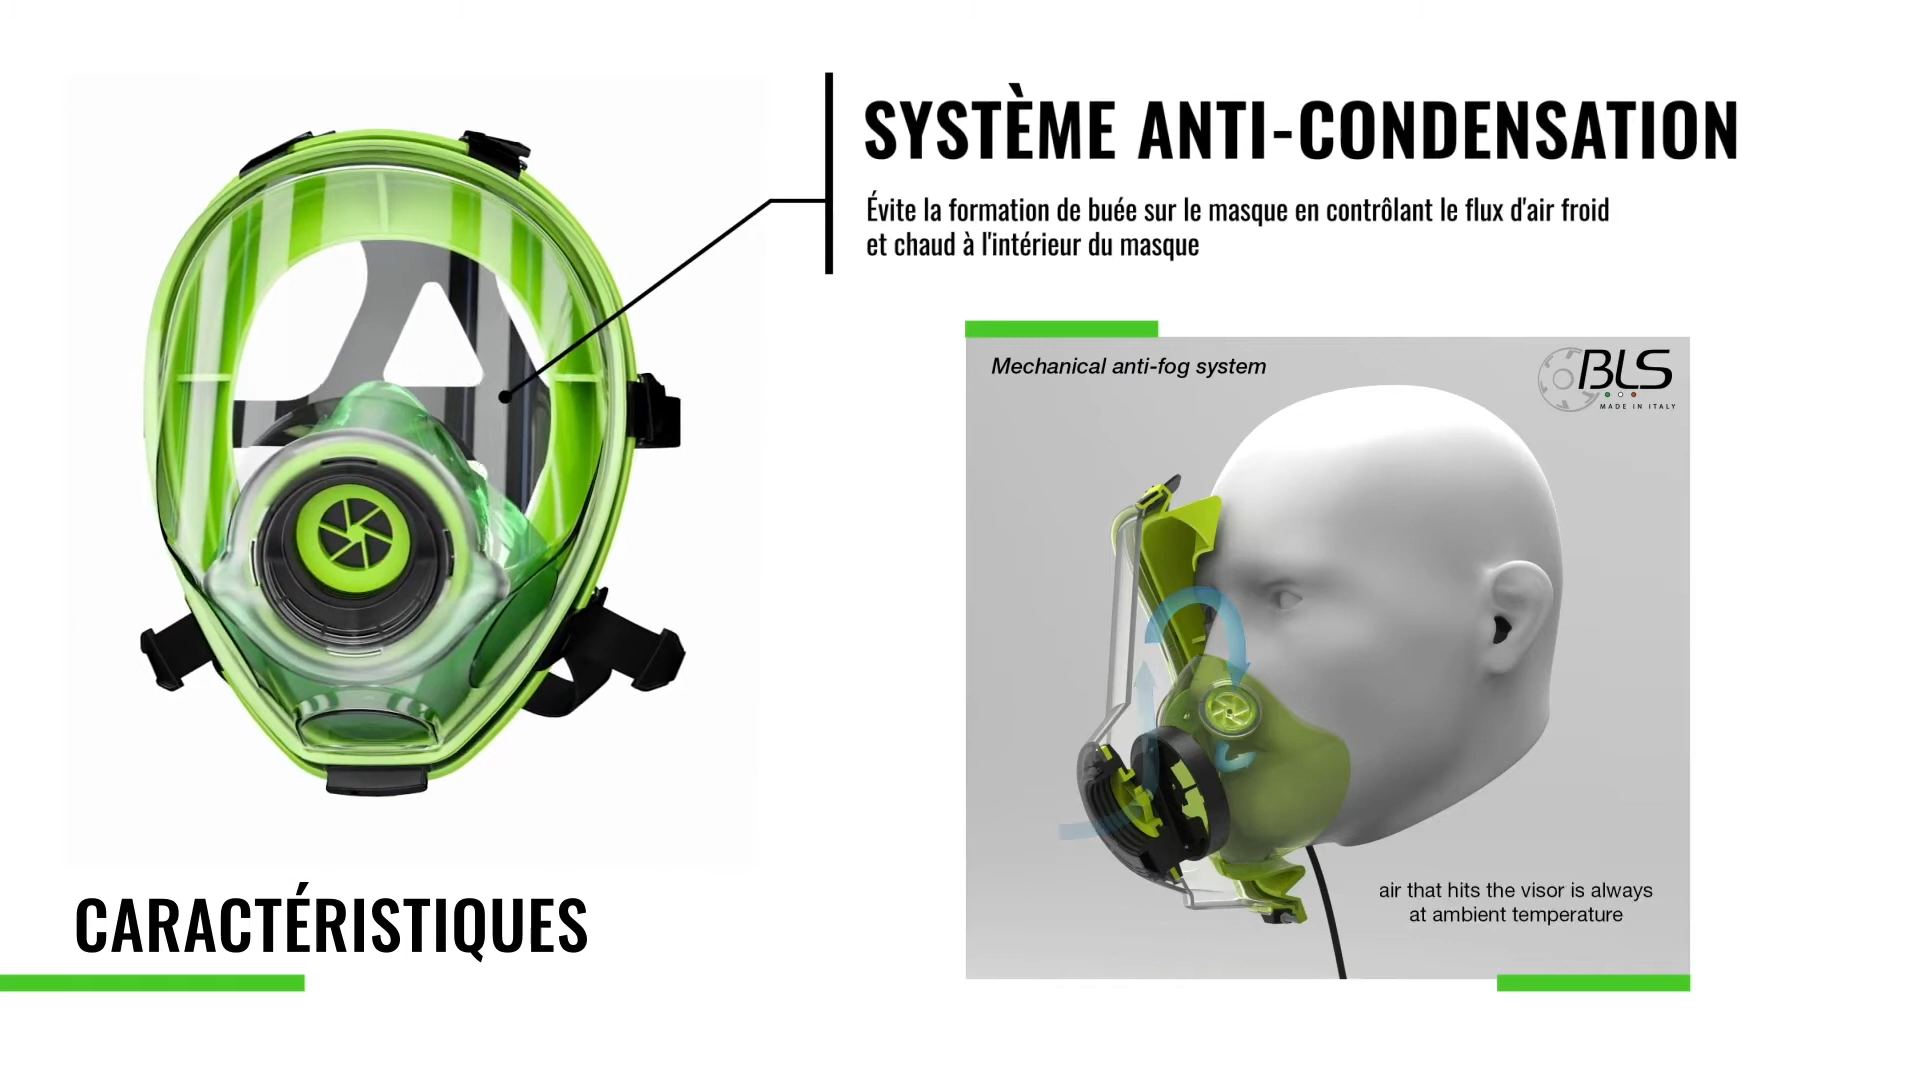 SYSTÈME ANTI-CONDENSATION
Évite la formation de buée sur le masque en contrôlant le flux d'air froid
et chaud à l'intérieur du masque
Mechanical anti-fog system
BLS
MADE IN ITALY
air that hits the visor is always
at ambient temperature
CARACTÉRISTIQUES